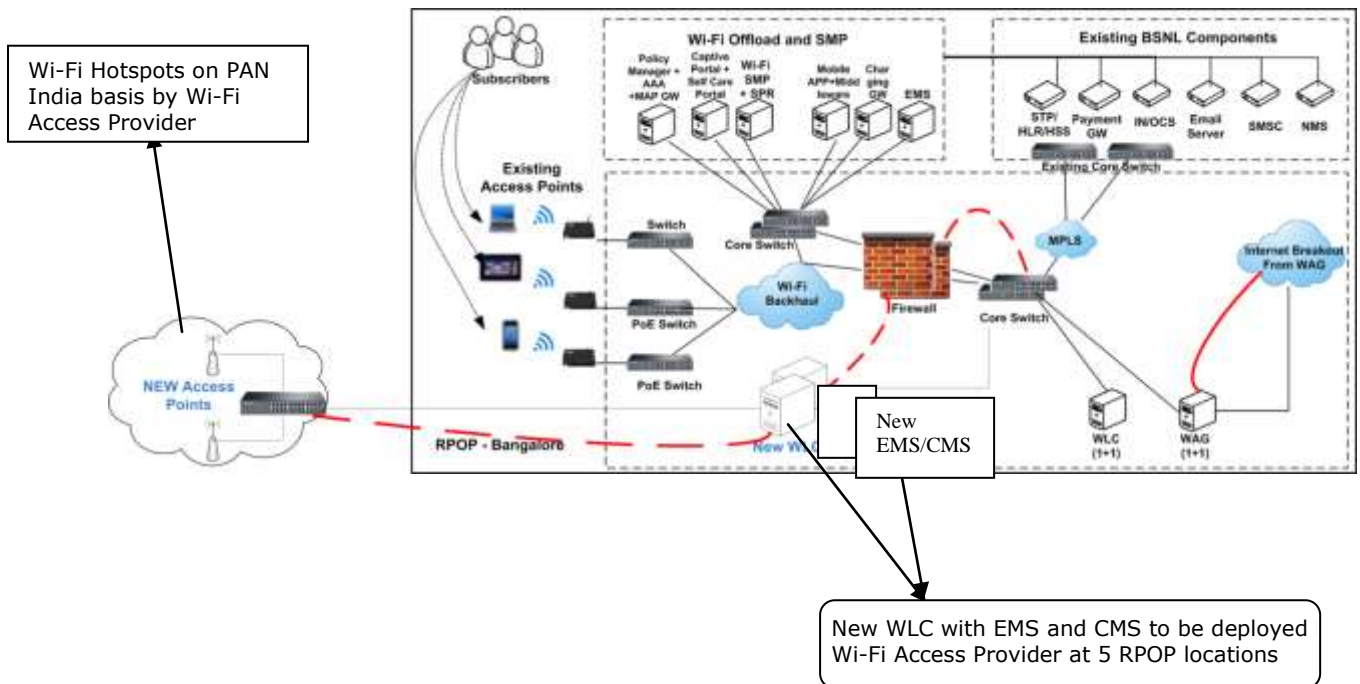 Wi-Fi Hotspots on PAN
India basis by Wi-Fi
Access Provider
Subscribers
Wi-Fi Offload and SMP
Policy
Manager +
AAA
+MAP GW
Captive
Portal +
Self Care
Portal
Wi-Fi
SMP
+ SPR
Mobile
APP+Midd
leware
Char
ging
GW
EMS
Existing BSNL Components
STP/
HLR/HSS
Payment
GW
IN/OCS
Email
Server
SMSC
NMS
Existing Core Switch
Existing
Access Points
Switch
PoE Switch
PoE Switch
Core Switch
Wi-Fi
Backhaul
Firewall
MPLS
Core Switch
Internet Breakout
From WAG
NEW Access
Points
RPOP - Bangalore
New WLC
New
EMS/CMS
WLC
(1+1)
WAG
(1+1)
New WLC with EMS and CMS to be deployed
Wi-Fi Access Provider at 5 RPOP locations